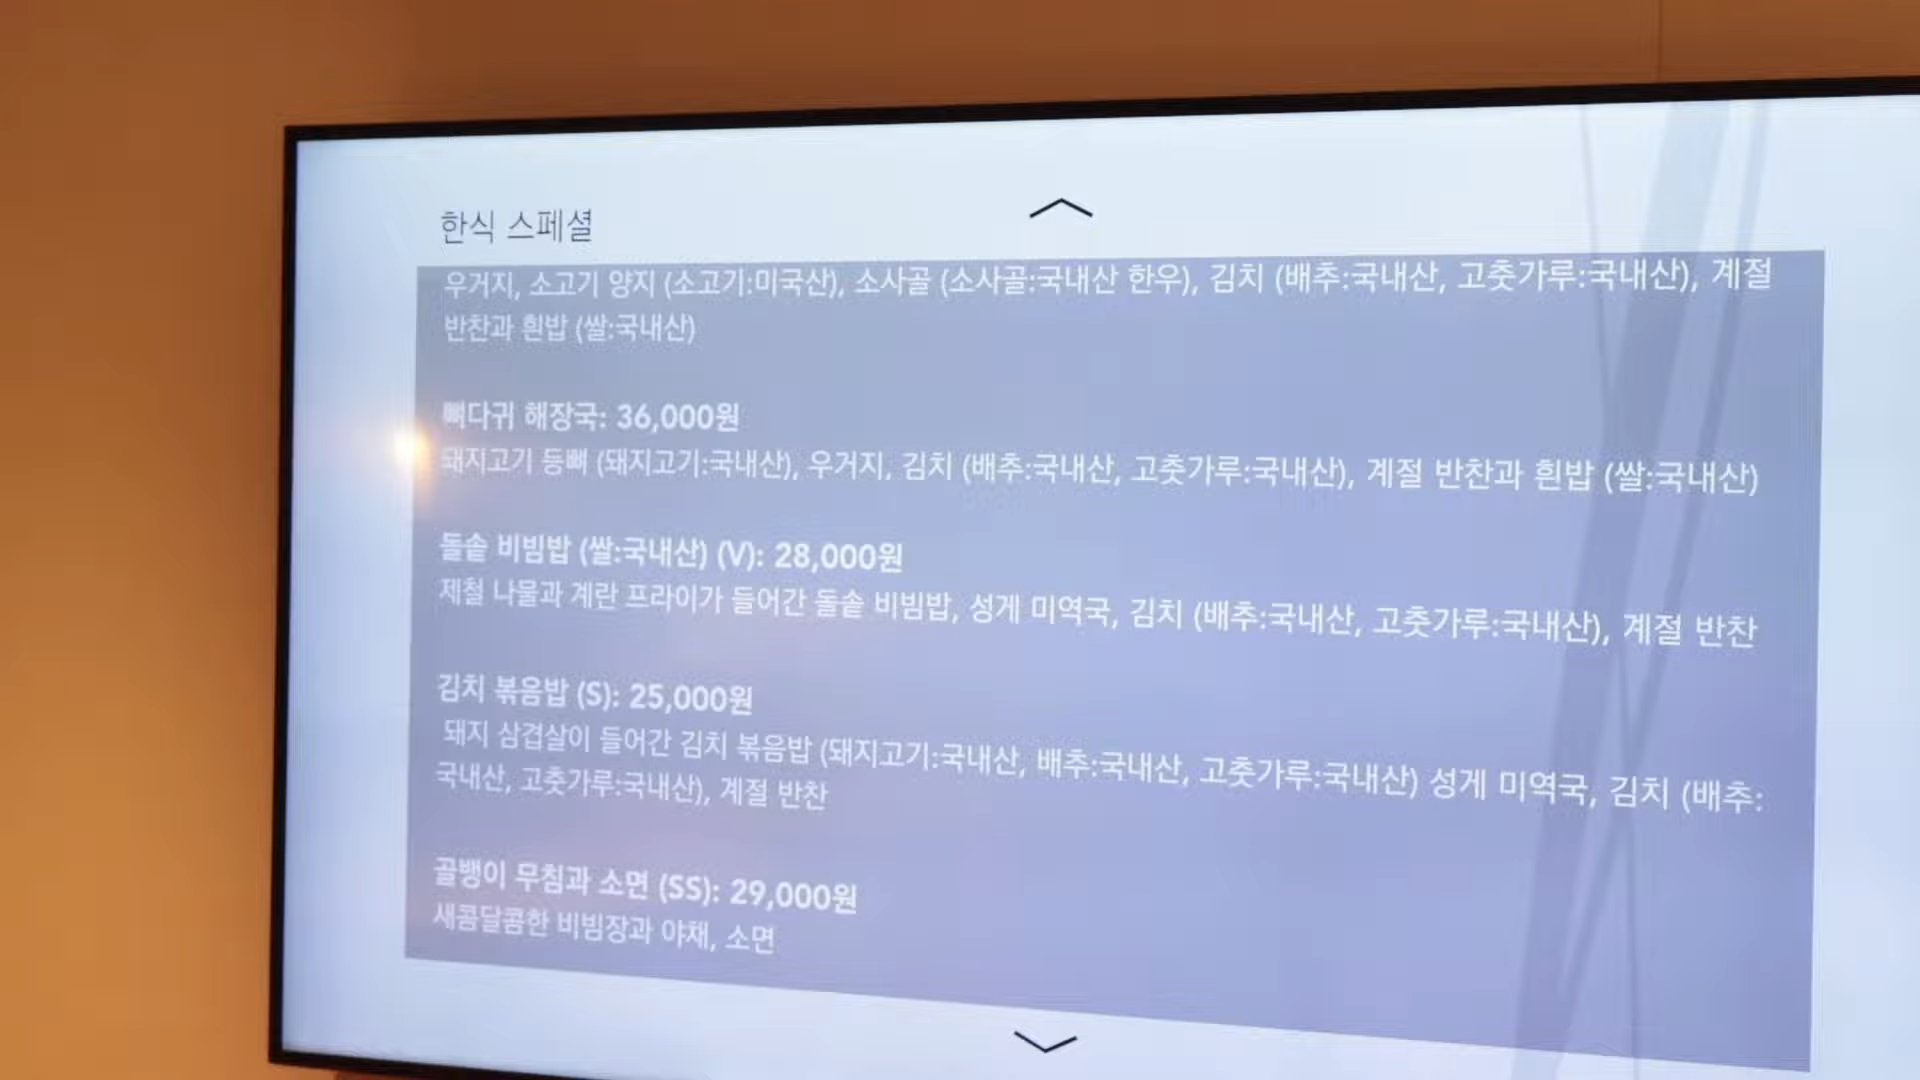 한식 스페셜
우거지, 소고기 양지 (소고기:미국산), 소사골 (소사골:국내산 한우), 김치 (배추:국내산, 고춧가루:국내산), 계절
반찬과 흰밥 (쌀:국내산)
뼈다귀 해장국: 36,000원
돼지고기 등뼈 (돼지고기:국내산), 우거지, 김치 (배추:국내산, 고춧가루:국내산), 계절 반찬과 흰밥 (쌀:국내산)
돌솥 비빔밥 (쌀:국내산) (V): 28,000원
제철 나물과 계란 프라이가 들어간 돌솥 비빔밥, 성게 미역국, 김치 (배추:국내산, 고춧가루:국내산), 계절 반찬
김치 볶음밥 (S): 25,000원
돼지 삼겹살이 들어간 김치 볶음밥 (돼지고기:국내산, 배추:국내산, 고춧가루:국내산) 성게 미역국, 김치 (배추:
국내산, 고춧가루:국내산), 계절 반찬
골뱅이 무침과 소면 (SS): 29,000원
새콤달콤한 비빔장과 야채, 소면